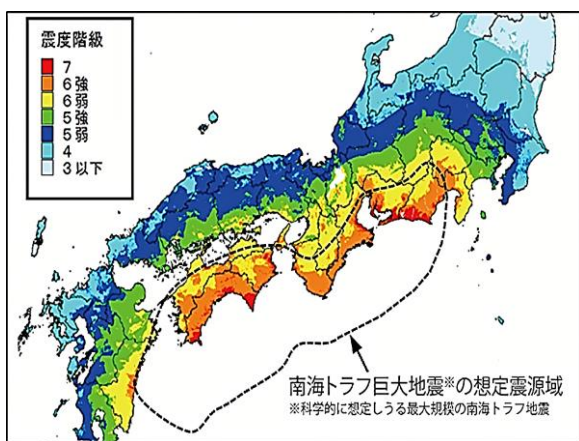 震度階級
7
6強
6弱
5強
5弱
4
3以下
南海トラフ巨大地震※の想定震源域
※科学的に想定しうる最大規模の南海トラフ地震